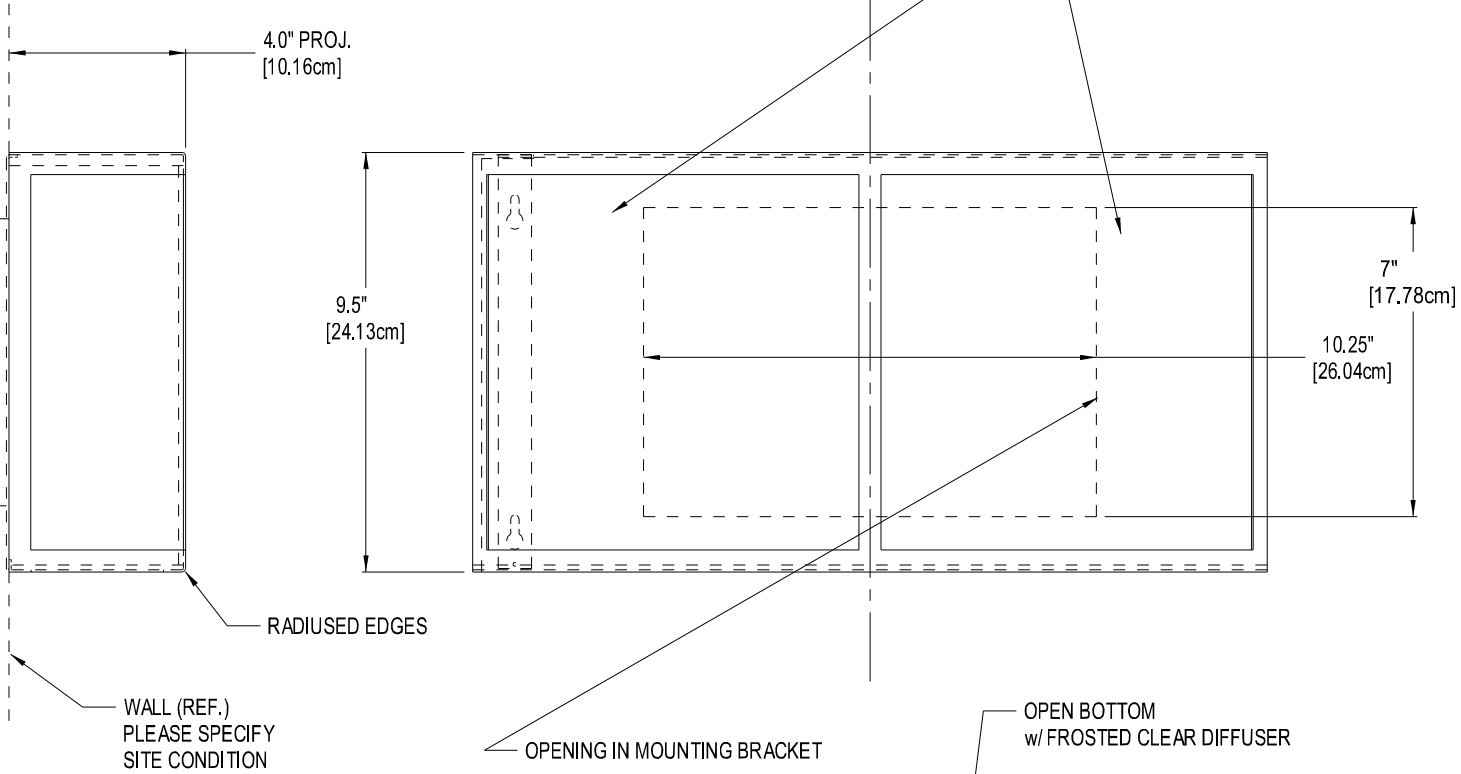 4.0" PROJ.
[10.16cm]
9.5"
[24.13cm]
7"
[17.78cm]
10.25"
[26.04cm]
RADIUSED EDGES
WALL (REF.)
PLEASE SPECIFY
SITE CONDITION
OPENING IN MOUNTING BRACKET
OPEN BOTTOM
w/ FROSTED CLEAR DIFFUSER